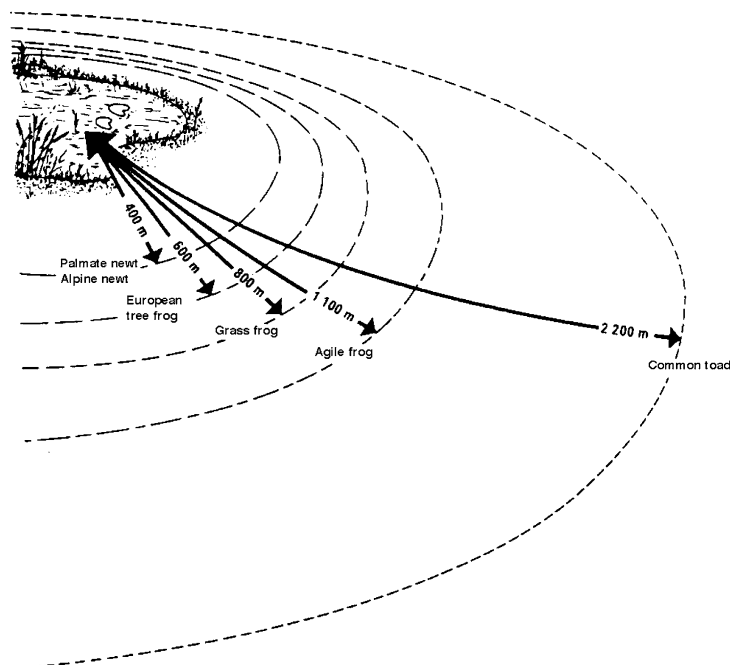 400 m
Palmate newt
Alpine newt
600 m
European
tree frog
800 m
Grass frog
1 100 m
Agile frog
2 200 m
Common toad